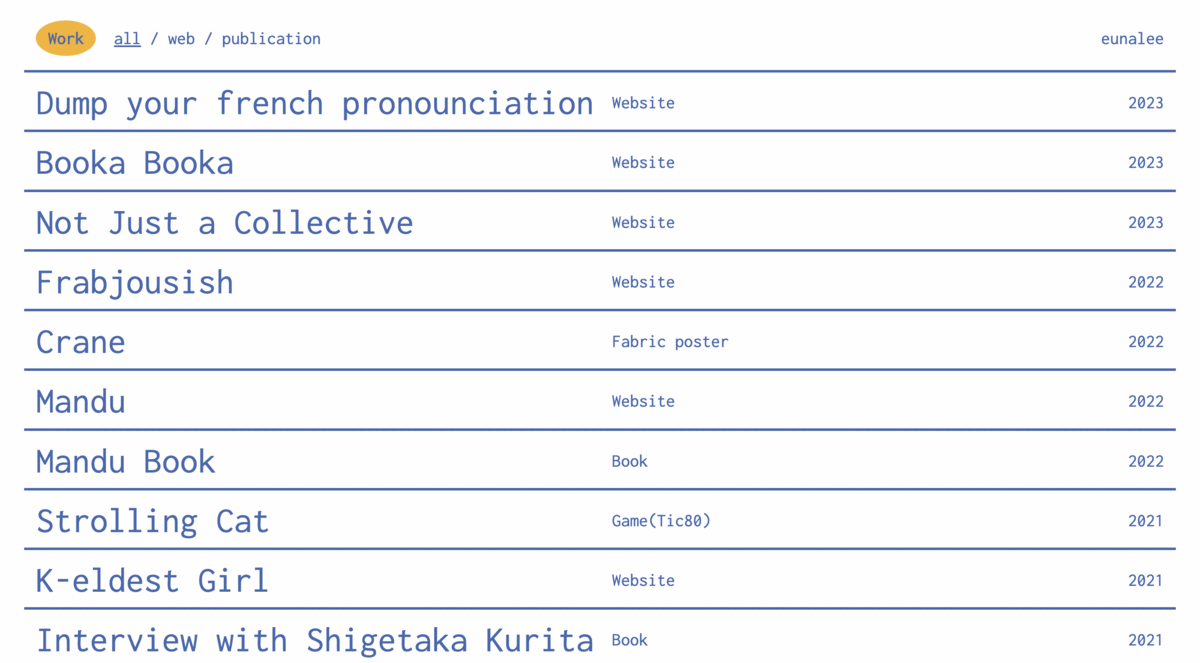 Work all / web / publication eunalee
Dump your french pronounciation Website 2023
Booka Booka Website 2023
Not Just a Collective Website 2023
Frabjousish Website 2022
Crane Fabric poster 2022
Mandu Website 2022
Mandu Book Book 2022
Strolling Cat Game(Tic80) 2021
K-eldest Girl Website 2021
Interview with Shigetaka Kurita Book 2021